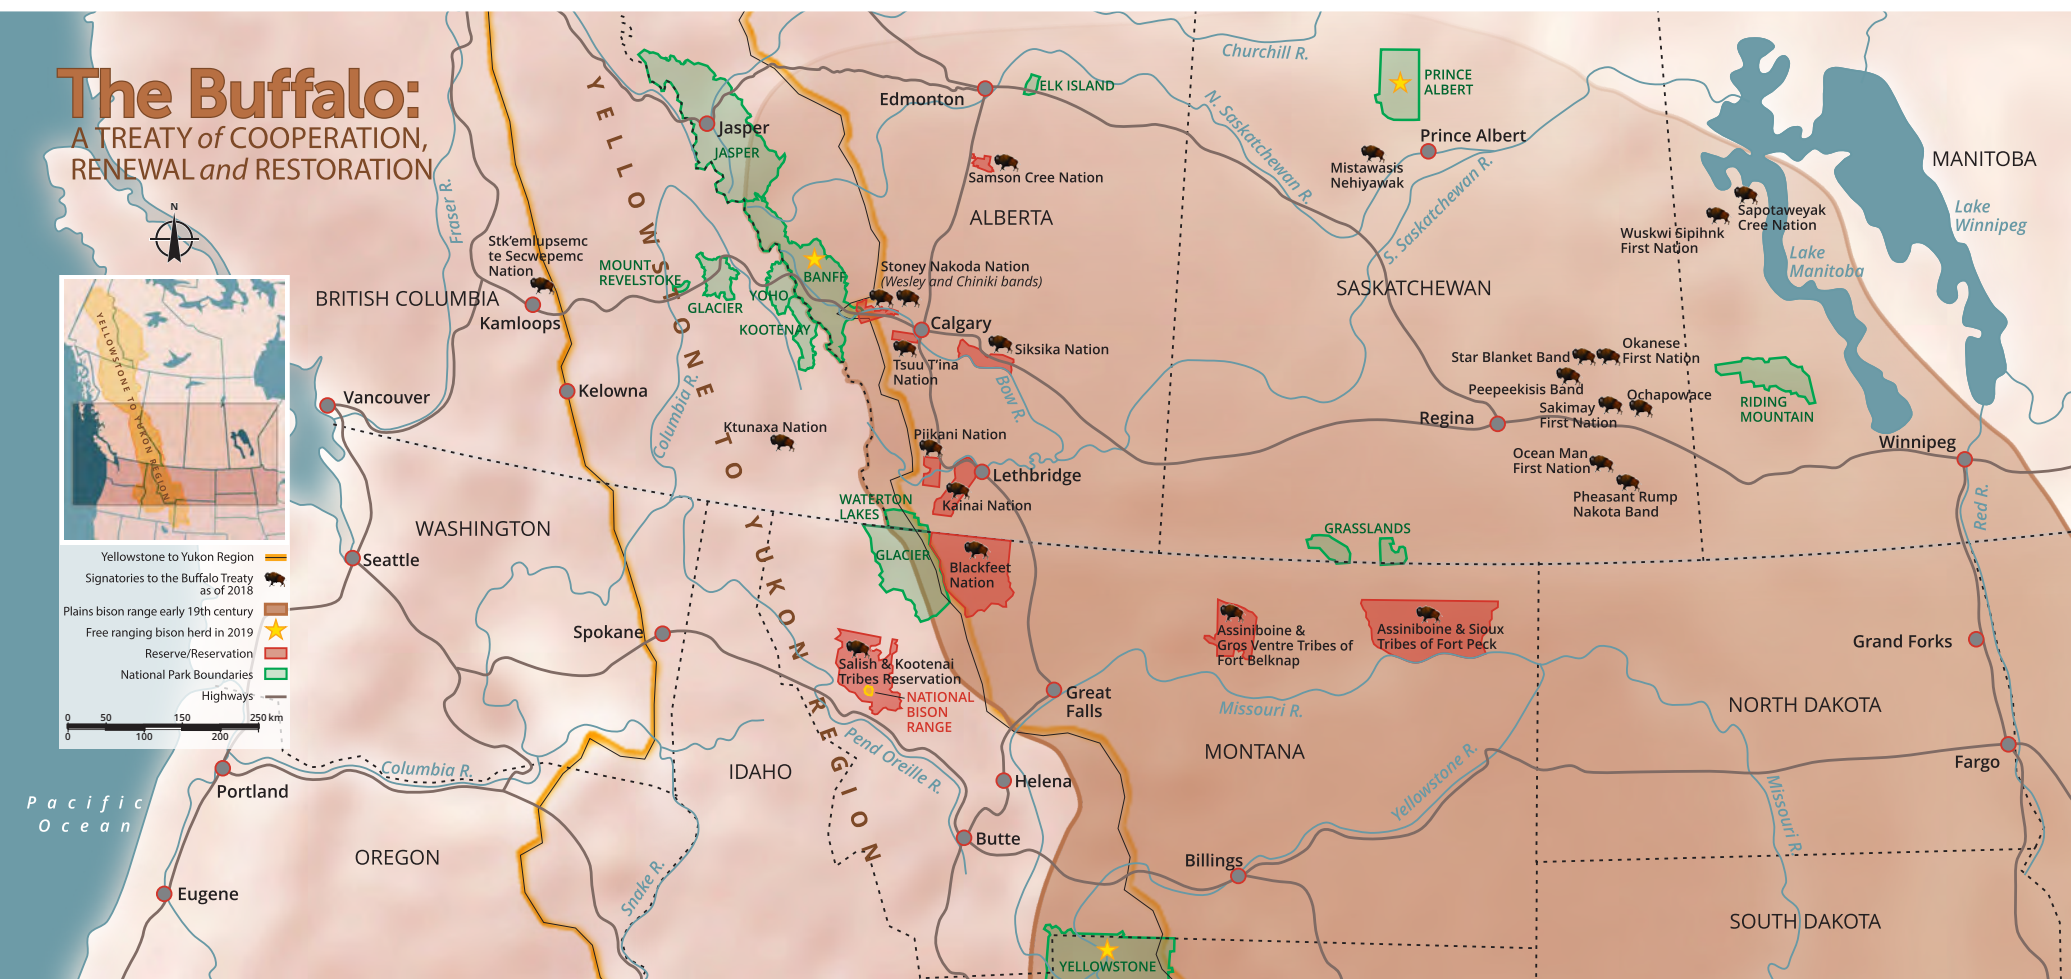 The Buffalo:
A TREATY of COOPERATION,
RENEWAL and RESTORATION
N
YELLOWSTONE TO YUKON REGION
Yellowstone to Yukon Region
Signatories to the Buffalo Treaty
as of 2018
Plains bison range early 19th century
Free ranging bison herd in 2019
Reserve/Reservation
National Park Boundaries
Highways
0 50 150 250 km
0 100 200
Pacific
Ocean
YELLOWSTONE TO YUKON REGION
Fraser R.
Stk'emlupsemc
te Secwepemc
Nation
BRITISH COLUMBIA
Kamloops
Vancouver
Kelowna
WASHINGTON
Seattle
Spokane
Columbia R.
Portland
OREGON
Eugene
Snake R.
IDAHO
Jasper
JASPER
MOUNT
REVELSTOKE
GLACIER
YOHO
KOOTENAY
BANFF
Columbia R.
Ktunaxa Nation
Edmonton
ELK ISLAND
Samson Cree Nation
ALBERTA
Stoney Nakoda Nation
(Wesley and Chiniki bands)
Calgary
Siksika Nation
Tsuu T'ina
Nation
Bow R.
Piikani Nation
Lethbridge
Kainai Nation
WATERTON
LAKES
GLACIER
Blackfeet
Nation
Salish & Kootenai
Tribes Reservation
NATIONAL
BISON
RANGE
Pend Oreille R.
Great
Falls
Helena
Butte
Churchill R.
N. Saskatchewan R.
PRINCE
ALBERT
Prince Albert
Mistawasis
Nehiyawak
S. Saskatchewan R.
SASKATCHEWAN
MANITOBA
Lake
Winnipeg
Sapotaweyak
Cree Nation
Wuskwi Sipihnk
First Nation
Lake
Manitoba
Star Blanket Band
Okanese
First Nation
Peepeekisis Band
Ochapowace
Sakimay
First Nation
Regina
Ocean Man
First Nation
Pheasant Rump
Nakota Band
RIDING
MOUNTAIN
Winnipeg
Red R.
GRASSLANDS
Assiniboine &
Gros Ventre Tribes of
Fort Belknap
Assiniboine & Sioux
Tribes of Fort Peck
Missouri R.
MONTANA
Yellowstone R.
Billings
YELLOWSTONE
Grand Forks
NORTH DAKOTA
Fargo
Missouri R.
SOUTH DAKOTA